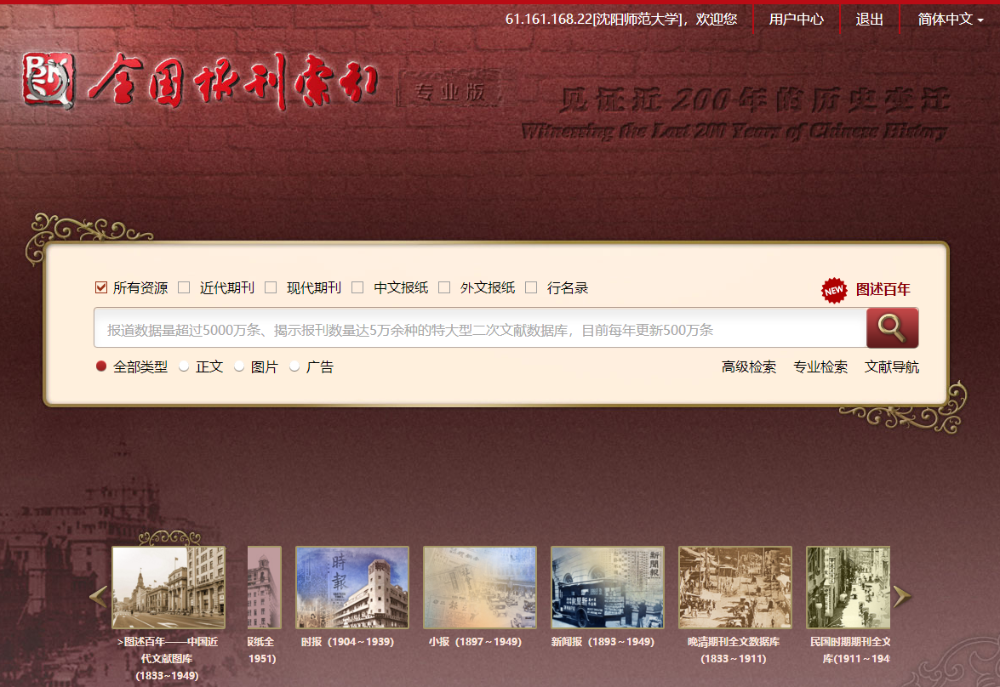 61.161.168.22[沈阳师范大学]，欢迎您 用户中心 退出 简体中文
全国报刊索引 专业版
见证近200年的历史变迁
Witnessing the Last 200 Years of Chinese History
所有资源 近代期刊 现代期刊 中文报纸 外文报纸 行名录 NEW 图述百年
报道数据量超过5000万条、揭示报刊数量达5万余种的特大型二次文献数据库，目前每年更新500万条
全部类型 正文 图片 广告 高级检索 专业检索 文献导航
時報
新聞報
>图述百年——中国近 报纸全 时报（1904～1939） 小报（1897～1949） 新闻报（1893～1949） 晚清期刊全文数据库 民国时期期刊全文
代文献图库 1951) (1833～1911) 库(1911～194
(1833~1949)